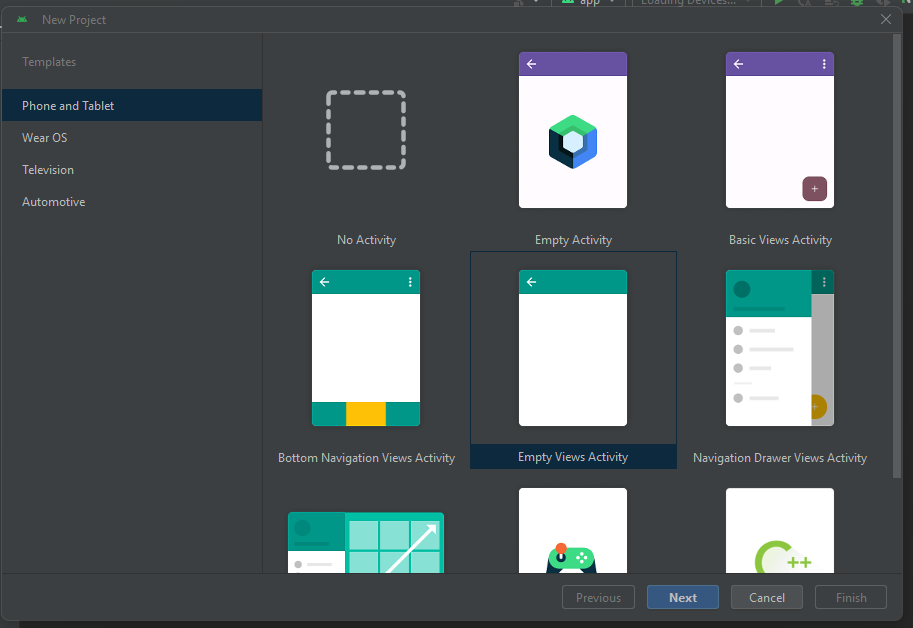 app
Loading Devices...
New Project
Templates
Phone and Tablet
Wear OS
Television
Automotive
No Activity
Empty Activity
Basic Views Activity
Bottom Navigation Views Activity
Empty Views Activity
Navigation Drawer Views Activity
++
Previous
Next
Cancel
Finish